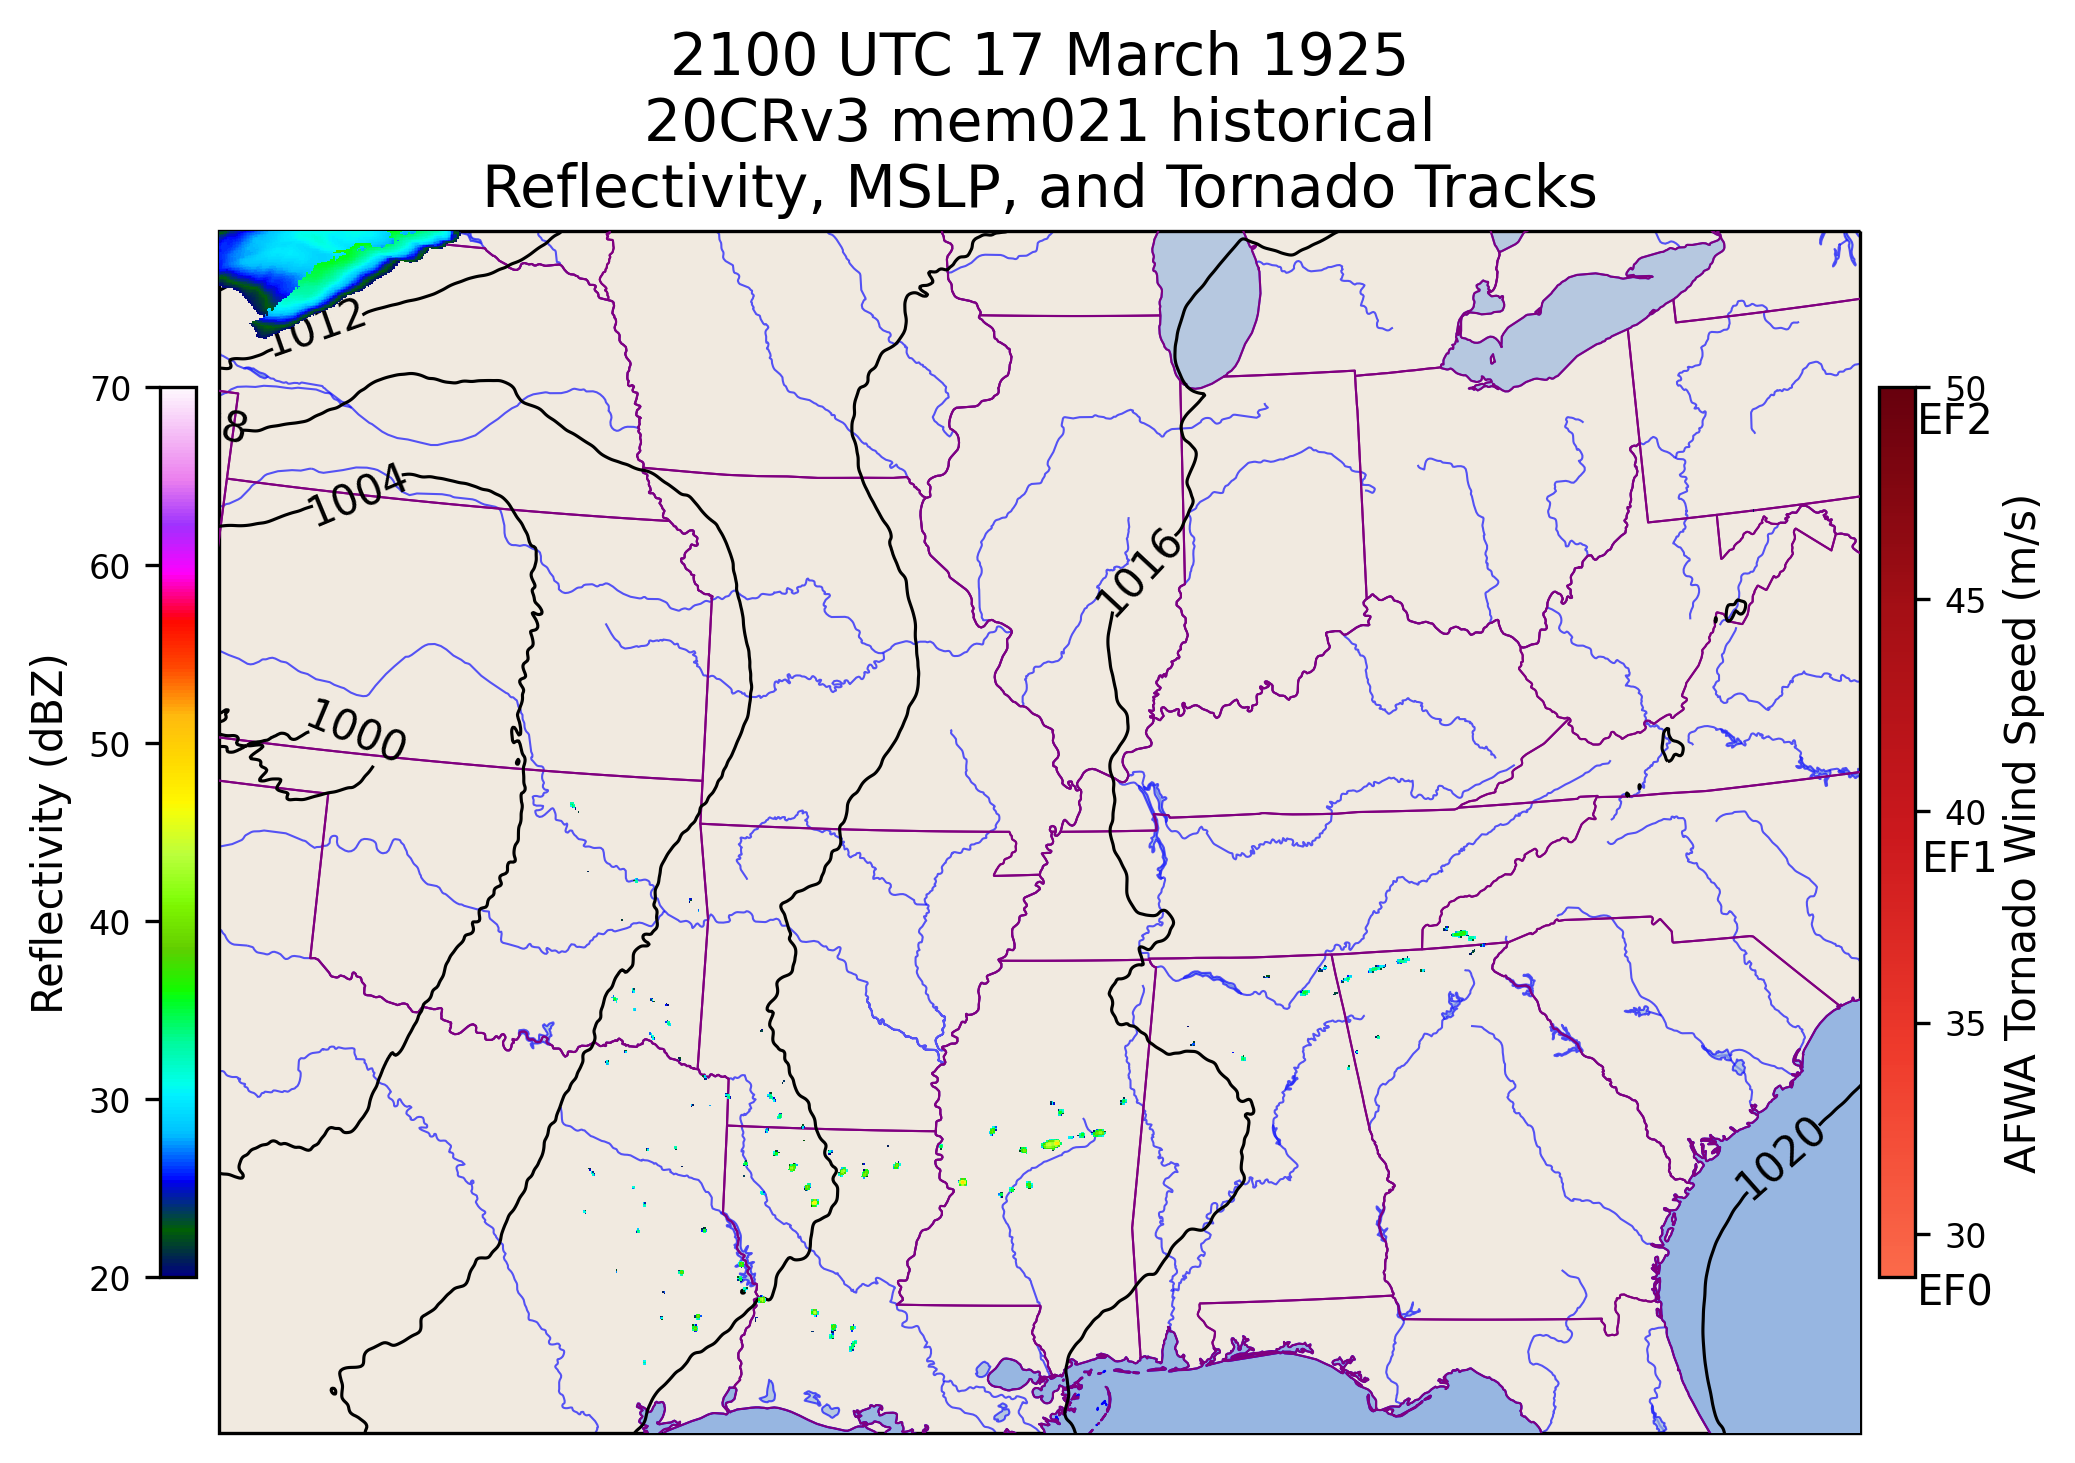 2100 UTC 17 March 1925
20CRv3 mem021 historical
Reflectivity, MSLP, and Tornado Tracks
1012
8
1004
1000
1016
1020
70
60
50
40
30
20
Reflectivity (dBZ)
50
EF2
45
40
EF1
35
30
EF0
AFWA Tornado Wind Speed (m/s)